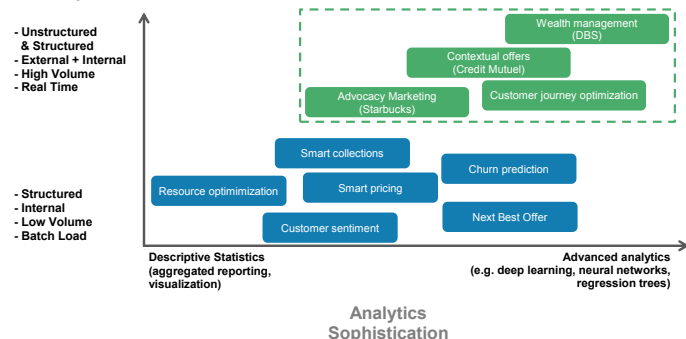 - Unstructured
& Structured
- External + Internal
- High Volume
- Real Time
Wealth management
(DBS)
Contextual offers
(Credit Mutuel)
Advocacy Marketing
(Starbucks)
Customer journey optimization
Smart collections
Churn prediction
Resource optimimization
Smart pricing
Next Best Offer
Customer sentiment
- Structured
- Internal
- Low Volume
- Batch Load
Descriptive Statistics
(aggregated reporting,
visualization)
Advanced analytics
(e.g. deep learning, neural networks,
regression trees)
Analytics
Sophistication